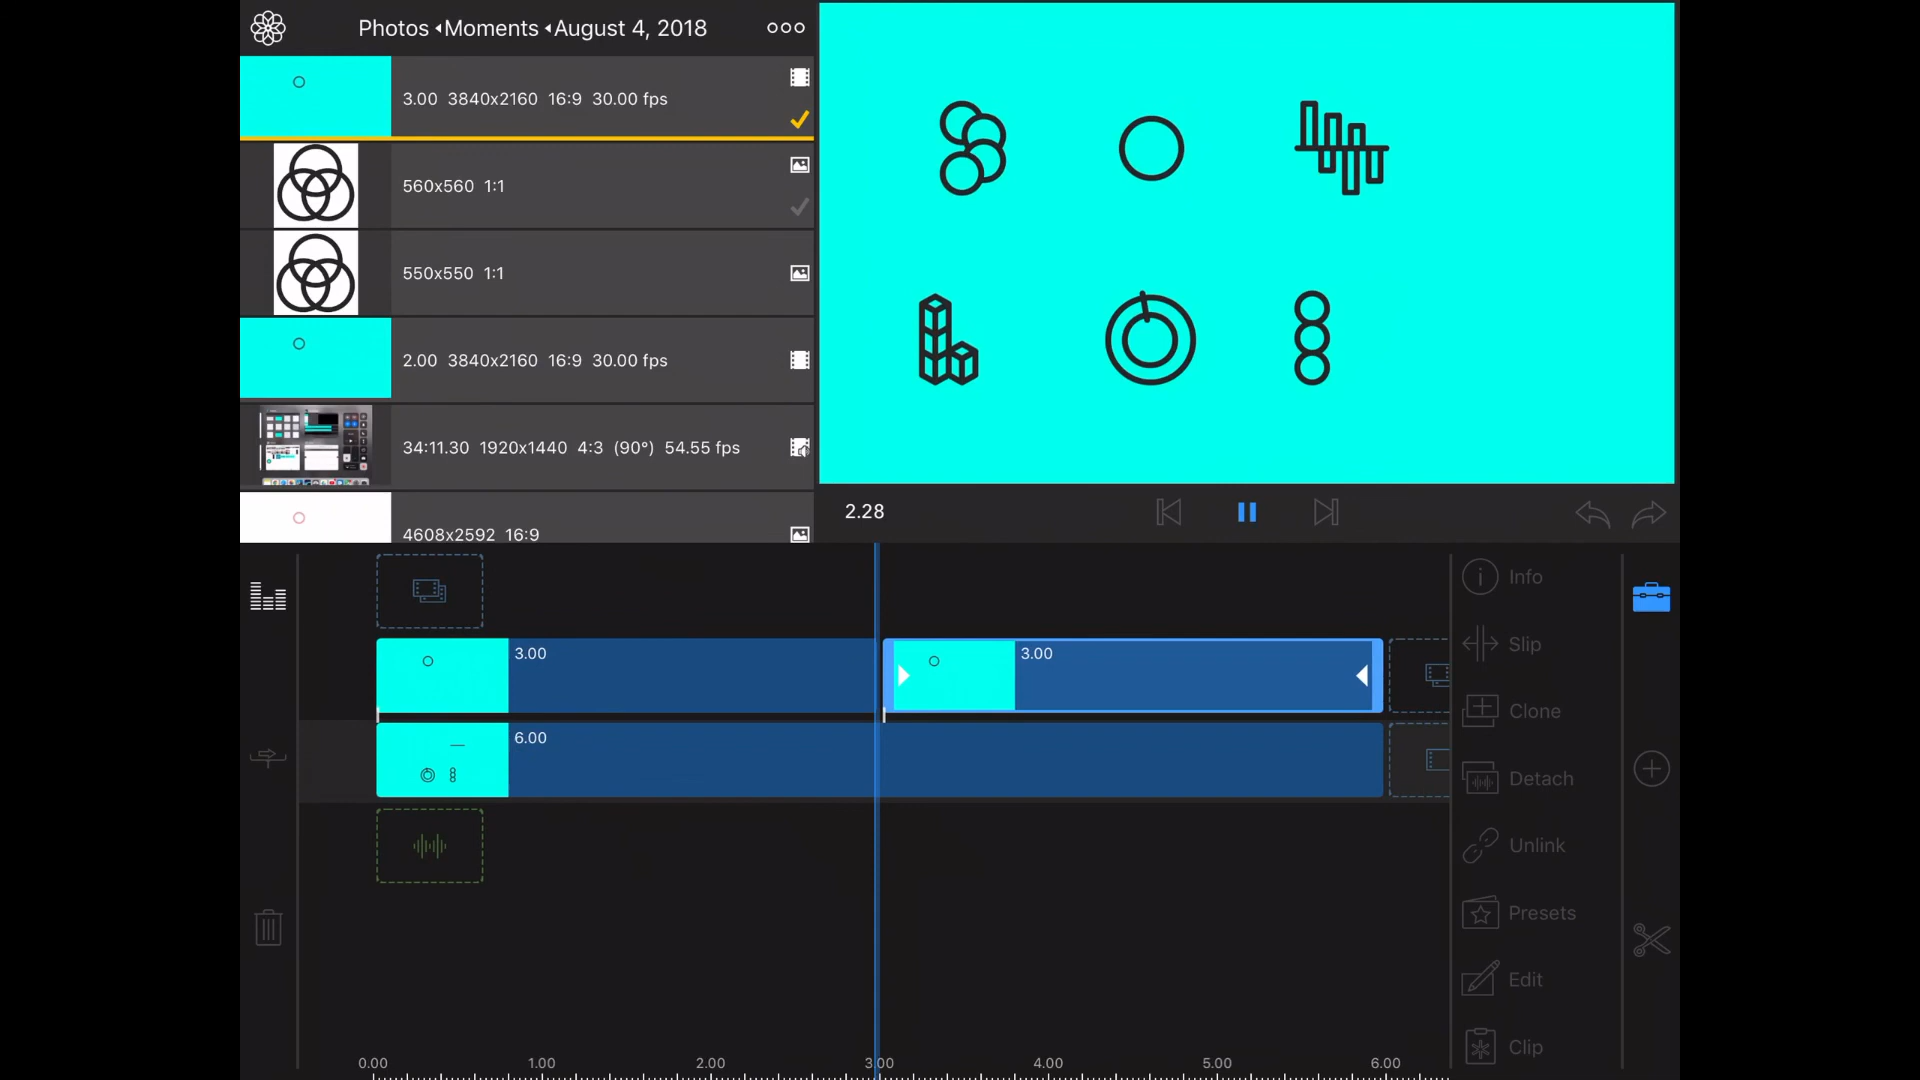 Photos ◂ Moments ◂ August 4, 2018
3.00 3840x2160 16:9 30.00 fps
560x560 1:1
550x550 1:1
2.00 3840x2160 16:9 30.00 fps
34:11.30 1920x1440 4:3 (90°) 54.55 fps
4608x2592 16:9
2.28
3.00
3.00
6.00
Info
Slip
Clone
Detach
Unlink
Presets
Edit
Clip
0.00 1.00 2.00 3.00 4.00 5.00 6.00